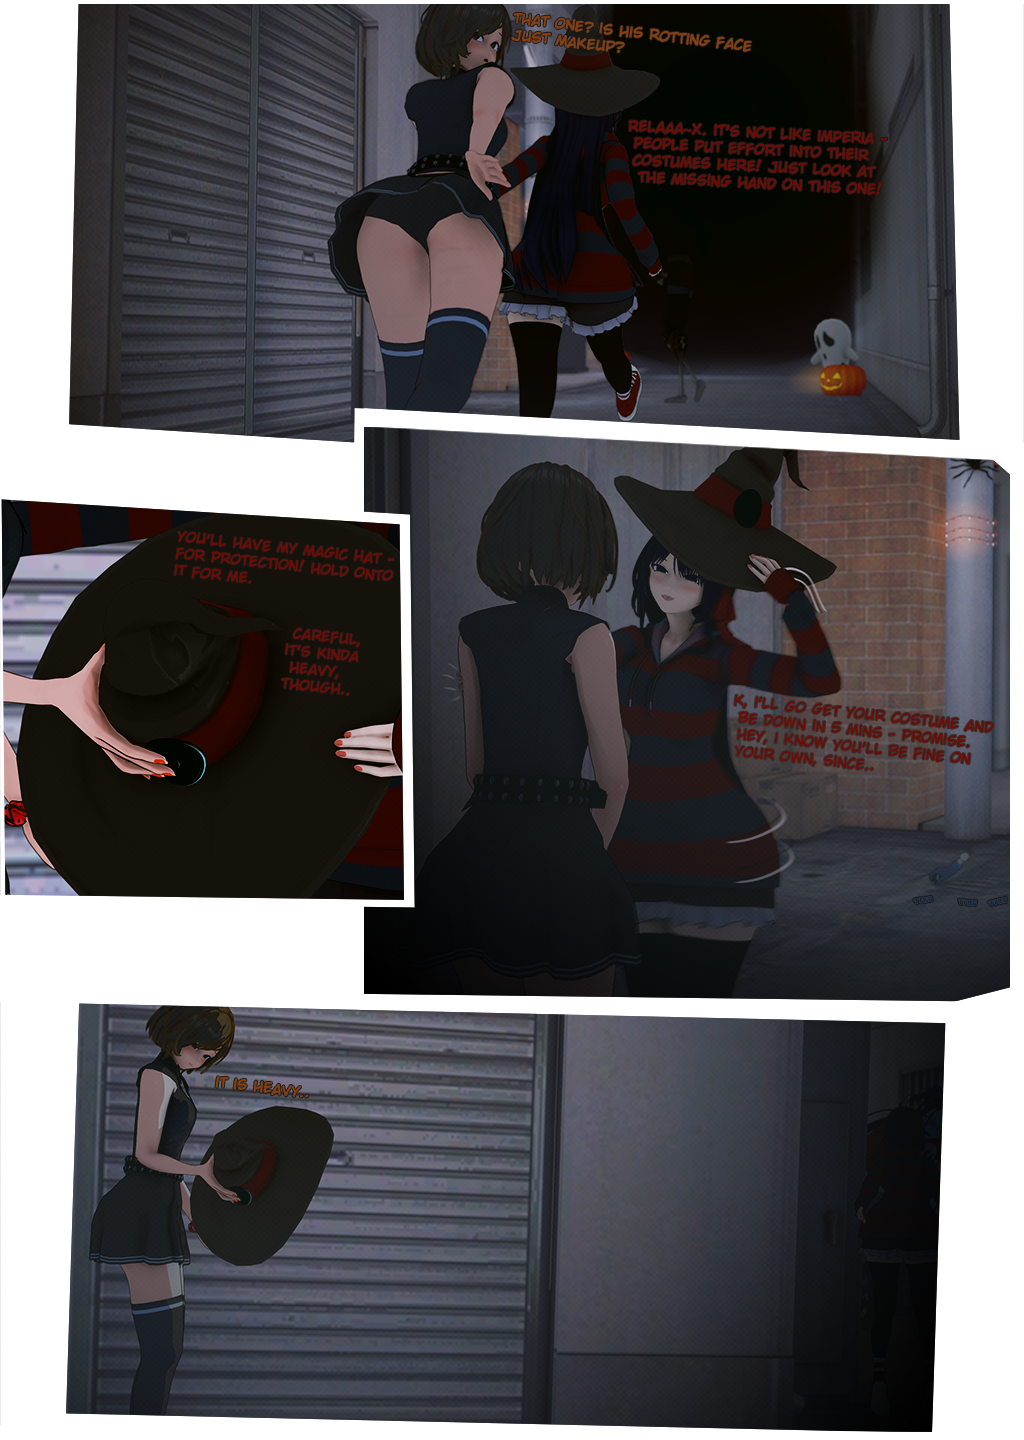 THAT ONE? IS HIS ROTTING FACE
JUST MAKEUP?
RELAAA~X. IT'S NOT LIKE IMPERIA -
PEOPLE PUT EFFORT INTO THEIR
COSTUMES HERE! JUST LOOK AT
THE MISSING HAND ON THIS ONE!
K, I'LL GO GET YOUR COSTUME AND
BE DOWN IN 5 MINS - PROMISE.
HEY, I KNOW YOU'LL BE FINE ON
YOUR OWN, SINCE..
YOU'LL HAVE MY MAGIC HAT -
FOR PROTECTION! HOLD ONTO
IT FOR ME.
CAREFUL,
IT'S KINDA
HEAVY,
THOUGH..
IT IS HEAVY..